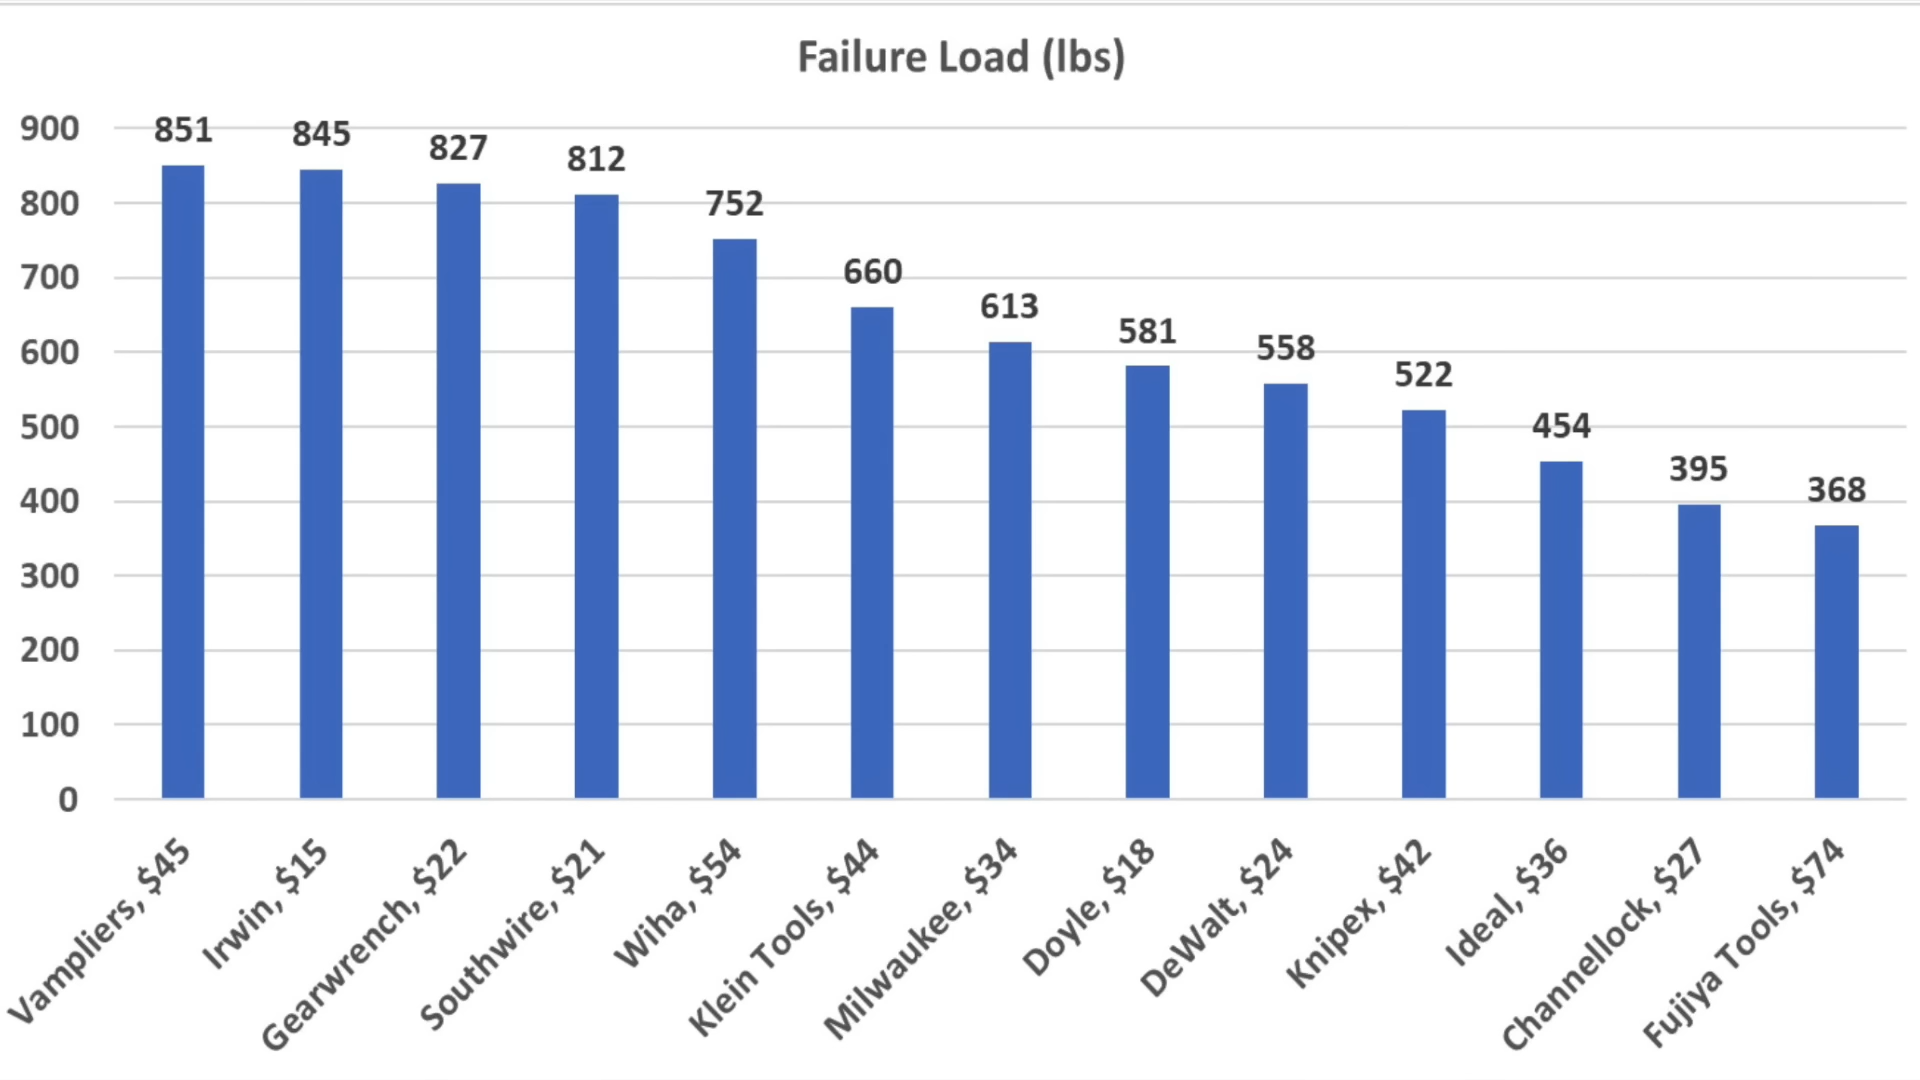 Failure Load (lbs)
900
800
700
600
500
400
300
200
100
0
851
845
827
812
752
660
613
581
558
522
454
395
368
Vampliers, $45
Irwin, $15
Gearwrench, $22
Southwire, $21
Wiha, $54
Klein Tools, $44
Milwaukee, $34
Doyle, $18
DeWalt, $24
Knipex, $42
Ideal, $36
Channellock, $27
Fujiya Tools, $74